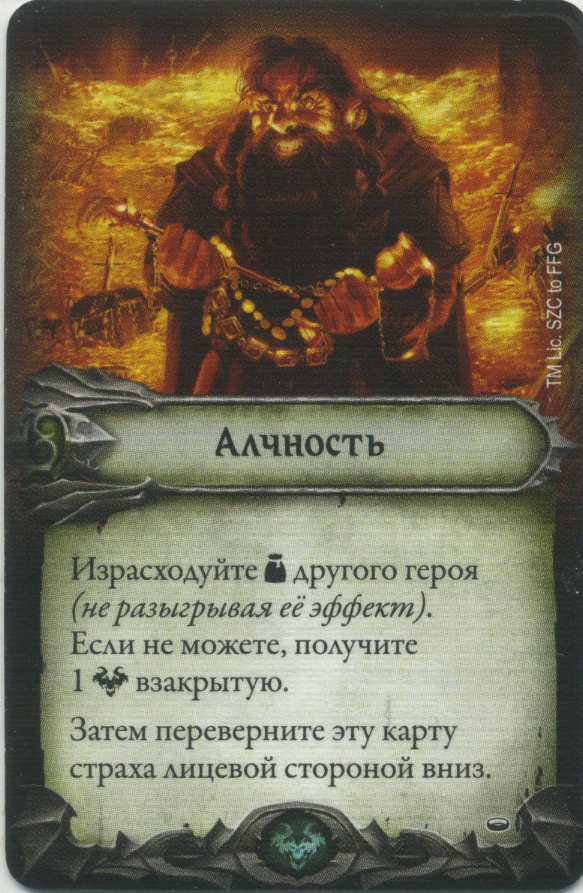 TM Lic. SZC to FFG
Алчность
Израсходуйте другого героя
(не разыгрывая её эффект).
Если не можете, получите
1 взакрытую.
Затем переверните эту карту
страха лицевой стороной вниз.